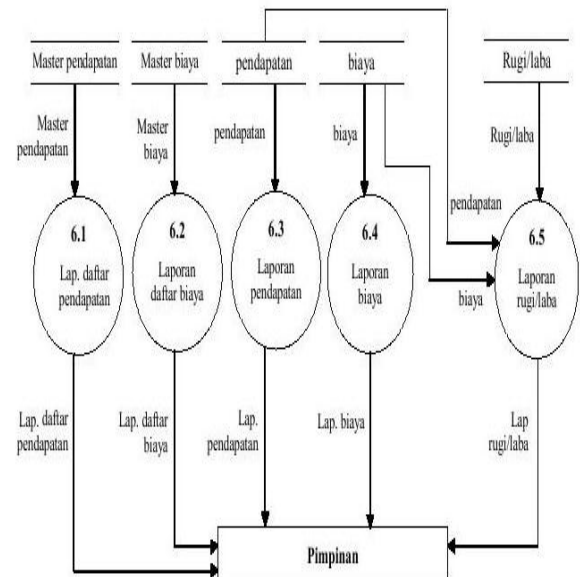 Master pendapatan
Master biaya
pendapatan
biaya
Rugi/laba
Master
pendapatan
Master
biaya
pendapatan
biaya
Rugi/laba
pendapatan
6.1
Lap. daftar
pendapatan
6.2
Laporan
daftar biaya
6.3
Laporan
pendapatan
6.4
Laporan
biaya
6.5
Laporan
rugi/laba
biaya
Lap. daftar
pendapatan
Lap. daftar
biaya
Lap.
pendapatan
Lap. biaya
Lap
rugi/laba
Pimpinan